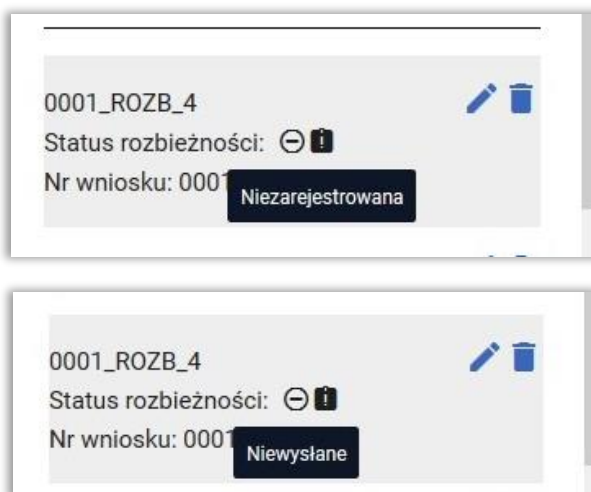 0001_ROZB_4
Status rozbieżności:
Nr wniosku: 0001
Niezarejestrowana
0001_ROZB_4
Status rozbieżności:
Nr wniosku: 0001
Niewysłane